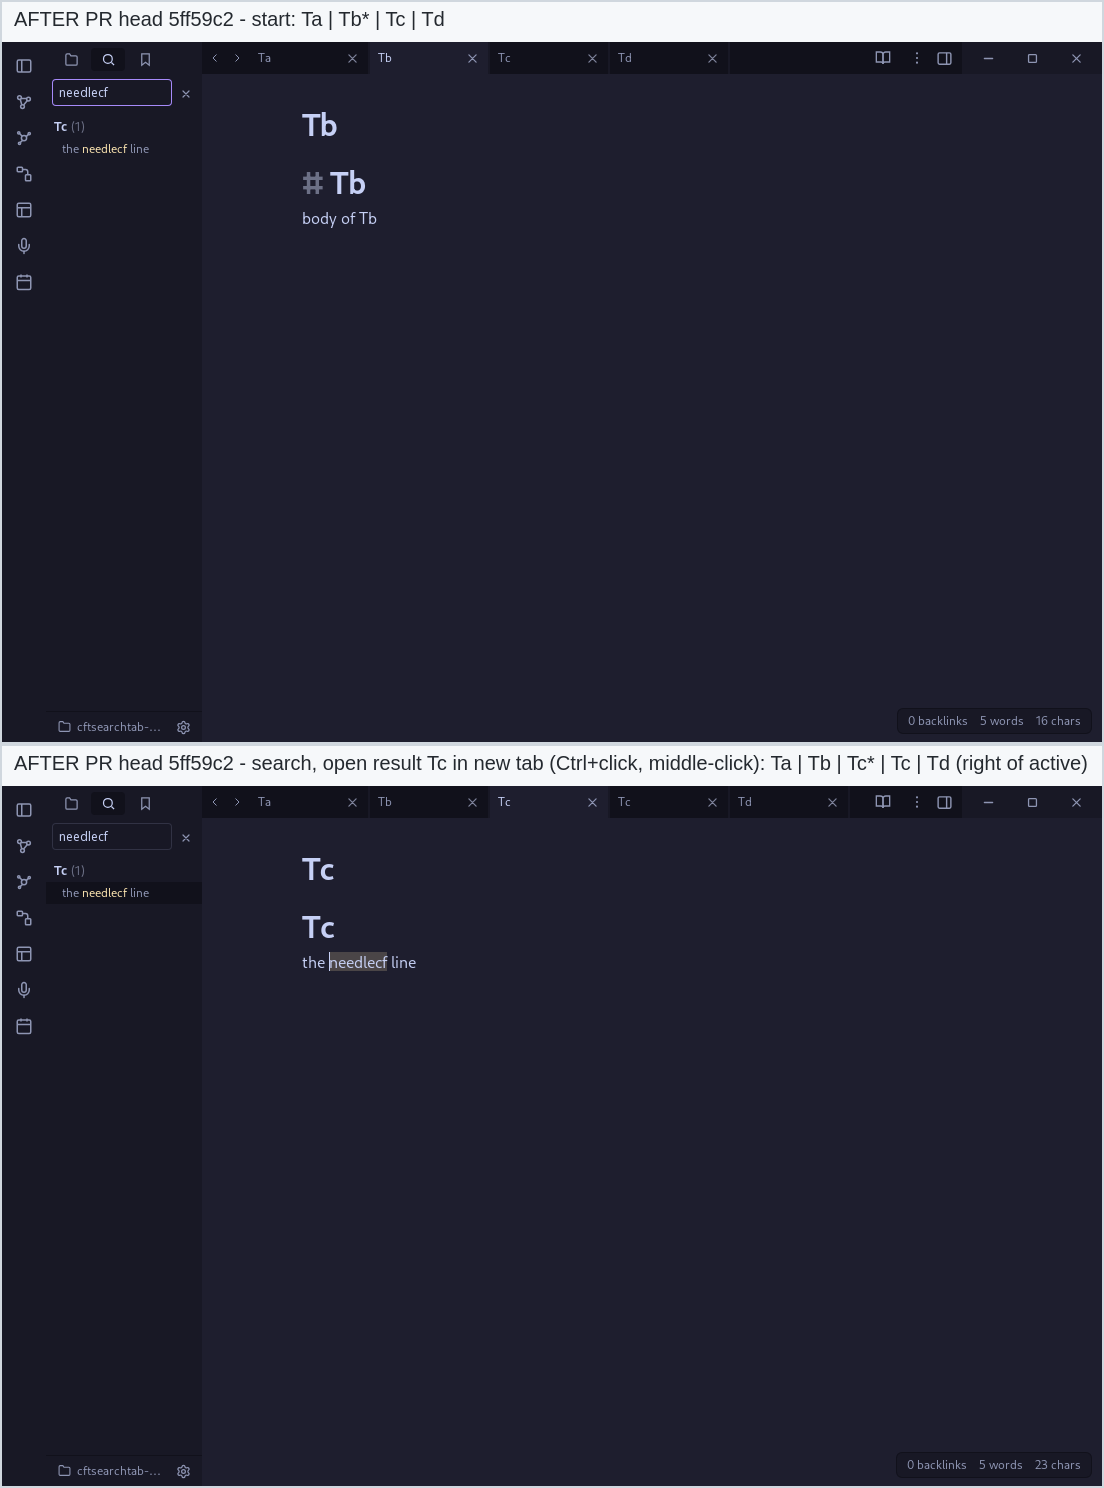 AFTER PR head 5ff59c2 - start: Ta | Tb* | Tc | Td
Ta Tb Tc Td
needlecf
Tc (1)
the needlecf line
Tb
# Tb
body of Tb
cftsearchtab-...
0 backlinks 5 words 16 chars
AFTER PR head 5ff59c2 - search, open result Tc in new tab (Ctrl+click, middle-click): Ta | Tb | Tc* | Tc | Td (right of active)
Ta Tb Tc Tc Td
needlecf
Tc (1)
the needlecf line
Tc
Tc
the needlecf line
cftsearchtab-...
0 backlinks 5 words 23 chars